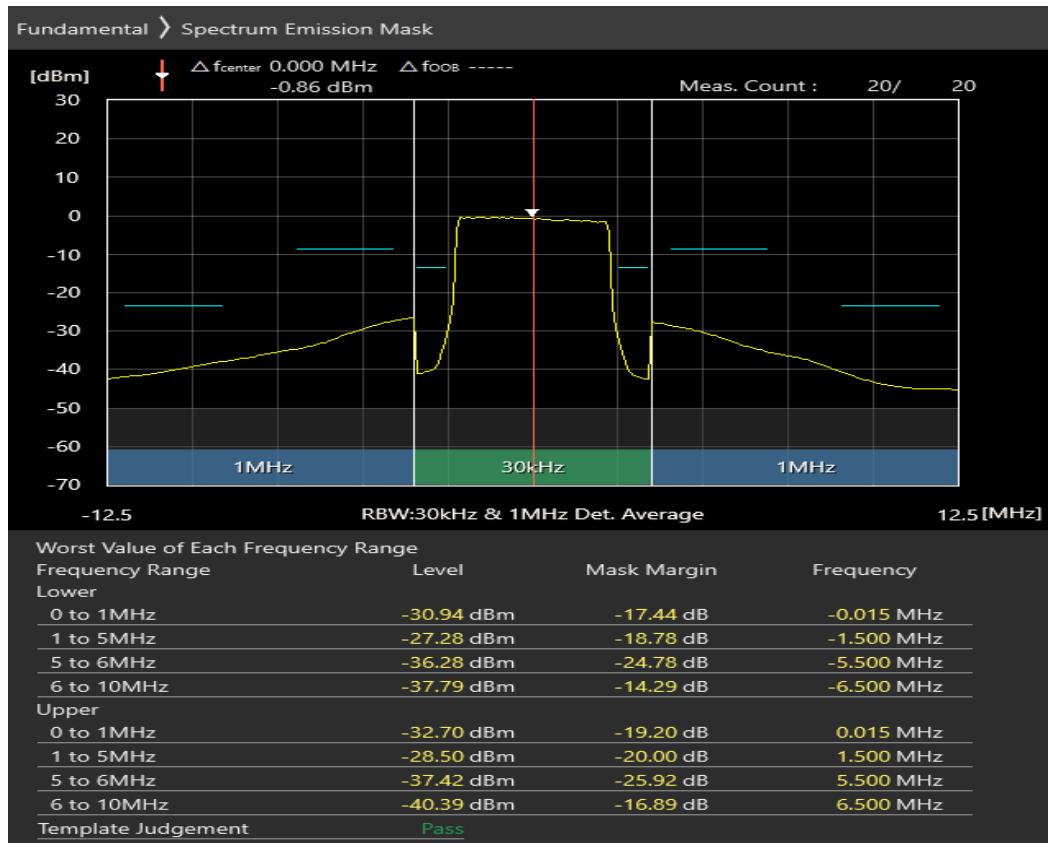 Fundamental ❯ Spectrum Emission Mask
[dBm] △ fcenter 0.000 MHz △ fOOB -----
-0.86 dBm Meas. Count : 20/ 20
30
20
10
0
-10
-20
-30
-40
-50
-60
-70
1MHz 30kHz 1MHz
-12.5 RBW:30kHz & 1MHz Det. Average 12.5 [MHz]
Worst Value of Each Frequency Range
Frequency Range Level Mask Margin Frequency
Lower
0 to 1MHz -30.94 dBm -17.44 dB -0.015 MHz
1 to 5MHz -27.28 dBm -18.78 dB -1.500 MHz
5 to 6MHz -36.28 dBm -24.78 dB -5.500 MHz
6 to 10MHz -37.79 dBm -14.29 dB -6.500 MHz
Upper
0 to 1MHz -32.70 dBm -19.20 dB 0.015 MHz
1 to 5MHz -28.50 dBm -20.00 dB 1.500 MHz
5 to 6MHz -37.42 dBm -25.92 dB 5.500 MHz
6 to 10MHz -40.39 dBm -16.89 dB 6.500 MHz
Template Judgement Pass